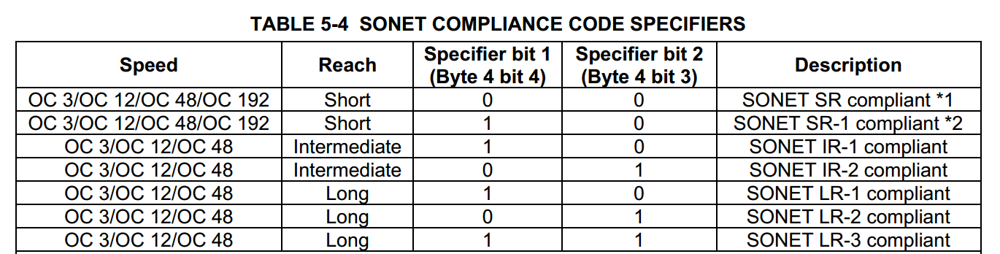 TABLE 5-4 SONET COMPLIANCE CODE SPECIFIERS
Speed Reach Specifier bit 1 (Byte 4 bit 4) Specifier bit 2 (Byte 4 bit 3) Description
OC 3/OC 12/OC 48/OC 192 Short 0 0 SONET SR compliant *1
OC 3/OC 12/OC 48/OC 192 Short 1 0 SONET SR-1 compliant *2
OC 3/OC 12/OC 48 Intermediate 1 0 SONET IR-1 compliant
OC 3/OC 12/OC 48 Intermediate 0 1 SONET IR-2 compliant
OC 3/OC 12/OC 48 Long 1 0 SONET LR-1 compliant
OC 3/OC 12/OC 48 Long 0 1 SONET LR-2 compliant
OC 3/OC 12/OC 48 Long 1 1 SONET LR-3 compliant